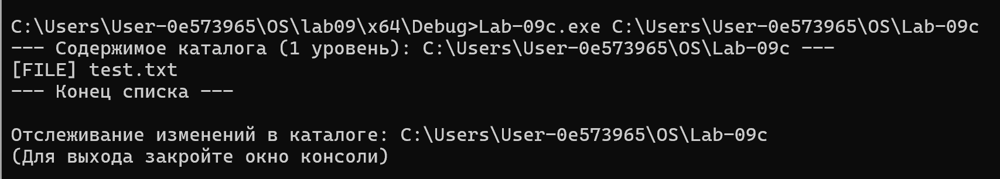 C:\Users\User-0e573965\OS\lab09\x64\Debug>Lab-09c.exe C:\Users\User-0e573965\OS\Lab-09c
--- Содержимое каталога (1 уровень): C:\Users\User-0e573965\OS\Lab-09c ---
[FILE] test.txt
--- Конец списка ---
Отслеживание изменений в каталоге: C:\Users\User-0e573965\OS\Lab-09c
(Для выхода закройте окно консоли)